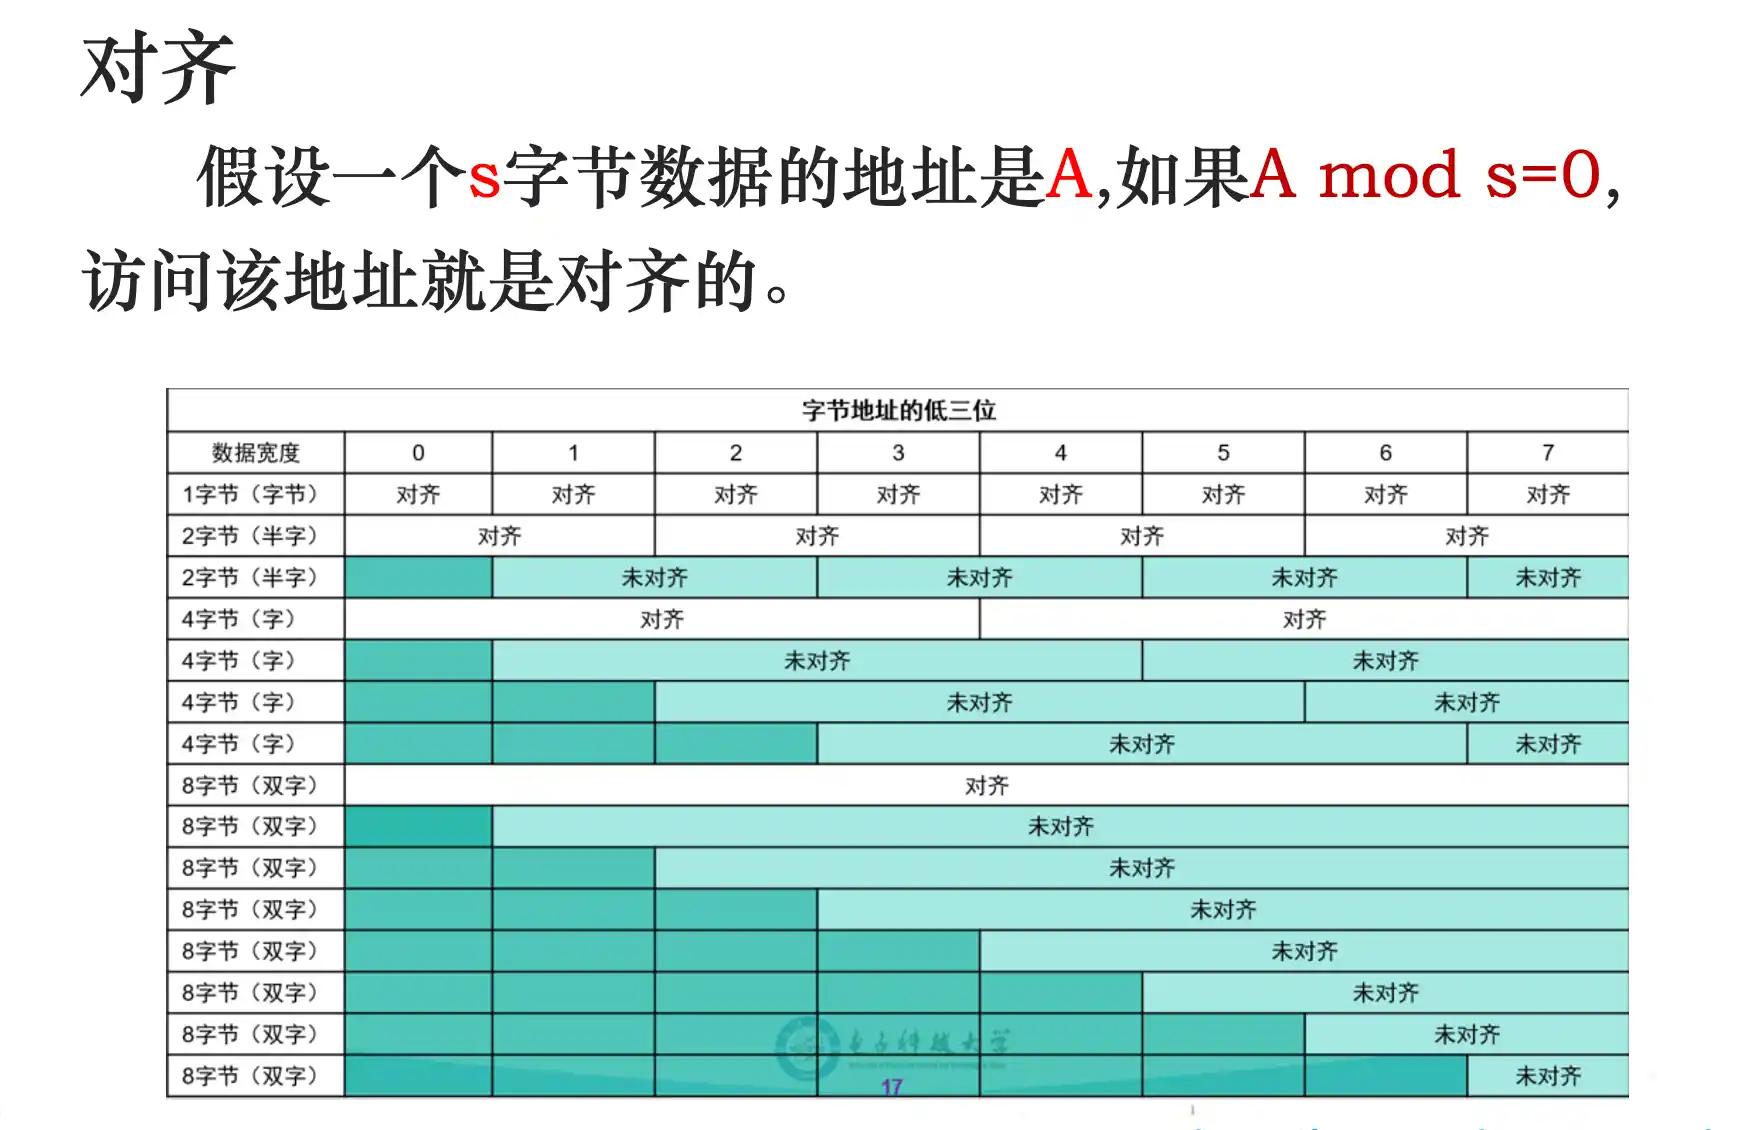 对齐
假设一个s字节数据的地址是A,如果A mod s=0,
访问该地址就是对齐的。
字节地址的低三位
数据宽度 0 1 2 3 4 5 6 7
1字节（字节） 对齐 对齐 对齐 对齐 对齐 对齐 对齐 对齐
2字节（半字） 对齐 对齐 对齐 对齐
2字节（半字） 未对齐 未对齐 未对齐 未对齐
4字节（字） 对齐 对齐
4字节（字） 未对齐 未对齐
4字节（字） 未对齐 未对齐
4字节（字） 未对齐 未对齐
8字节（双字） 对齐
8字节（双字） 未对齐
8字节（双字） 未对齐
8字节（双字） 未对齐
8字节（双字） 未对齐
8字节（双字） 未对齐
8字节（双字） 未对齐
电子科技大学
8字节（双字） 未对齐
17